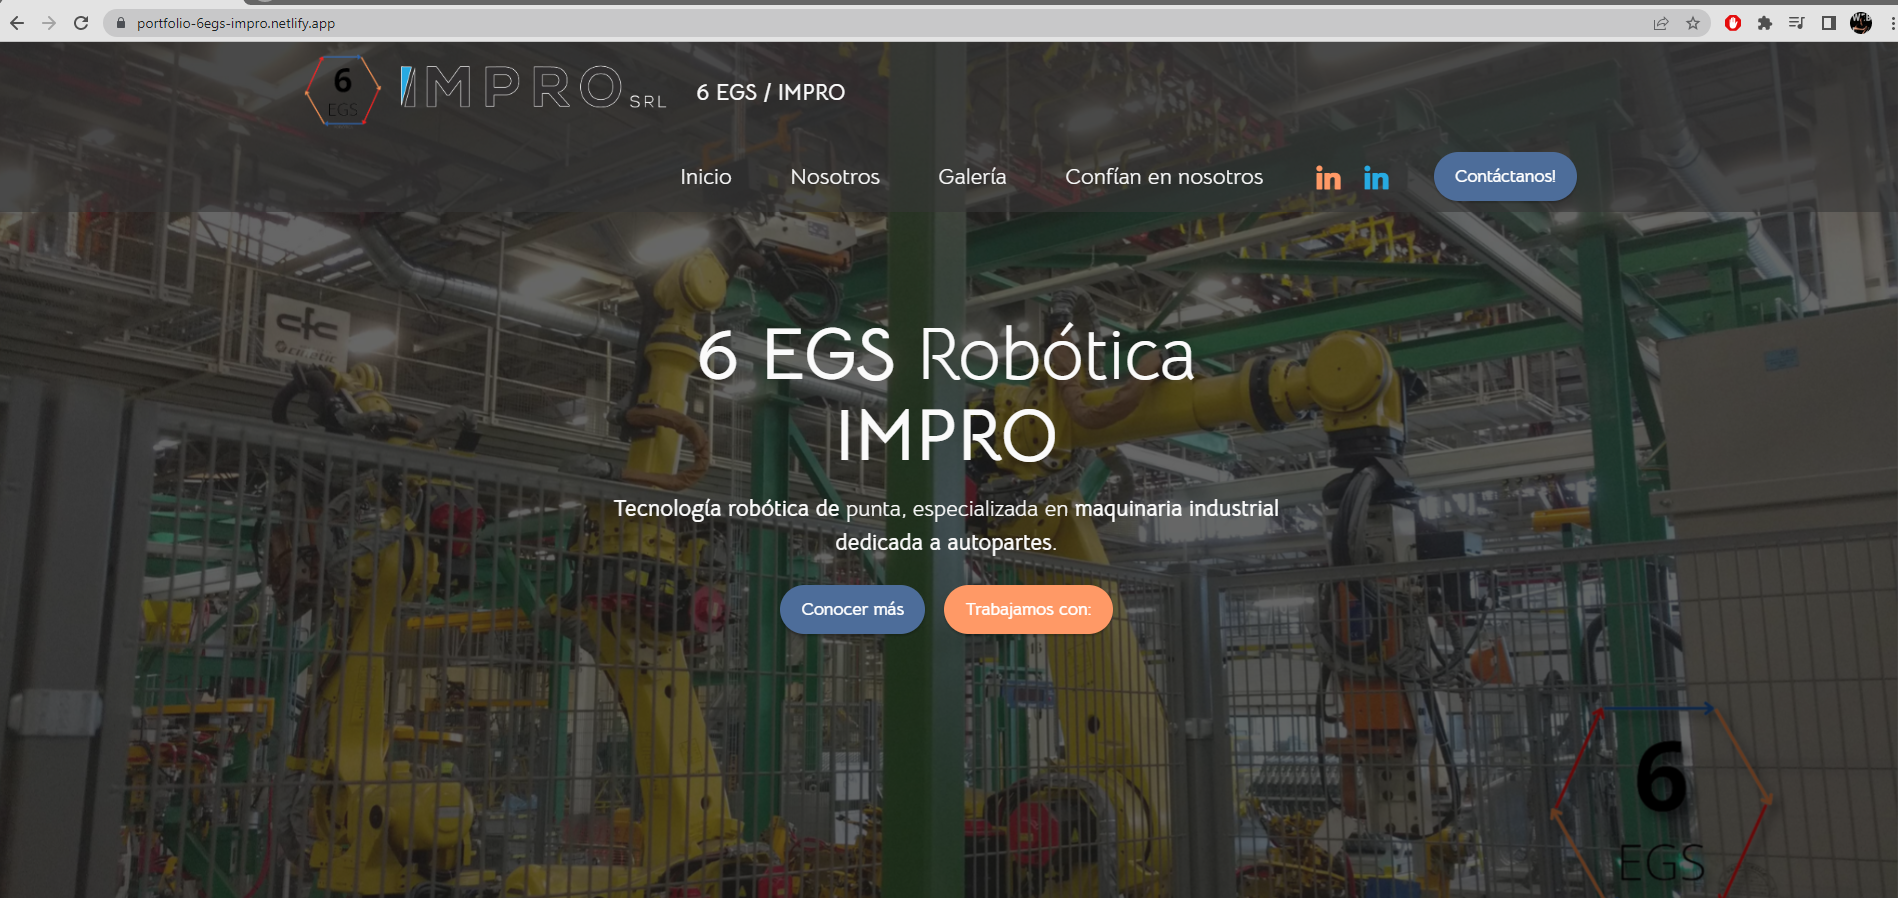 portfolio-6egs-impro.netlify.app
6
EGS
IMPRO SRL
6 EGS / IMPRO
Inicio Nosotros Galería Confían en nosotros in in Contáctanos!
cfc
6 EGS Robótica
IMPRO
Tecnología robótica de punta, especializada en maquinaria industrial
dedicada a autopartes.
Conocer más Trabajamos con:
6
EGS